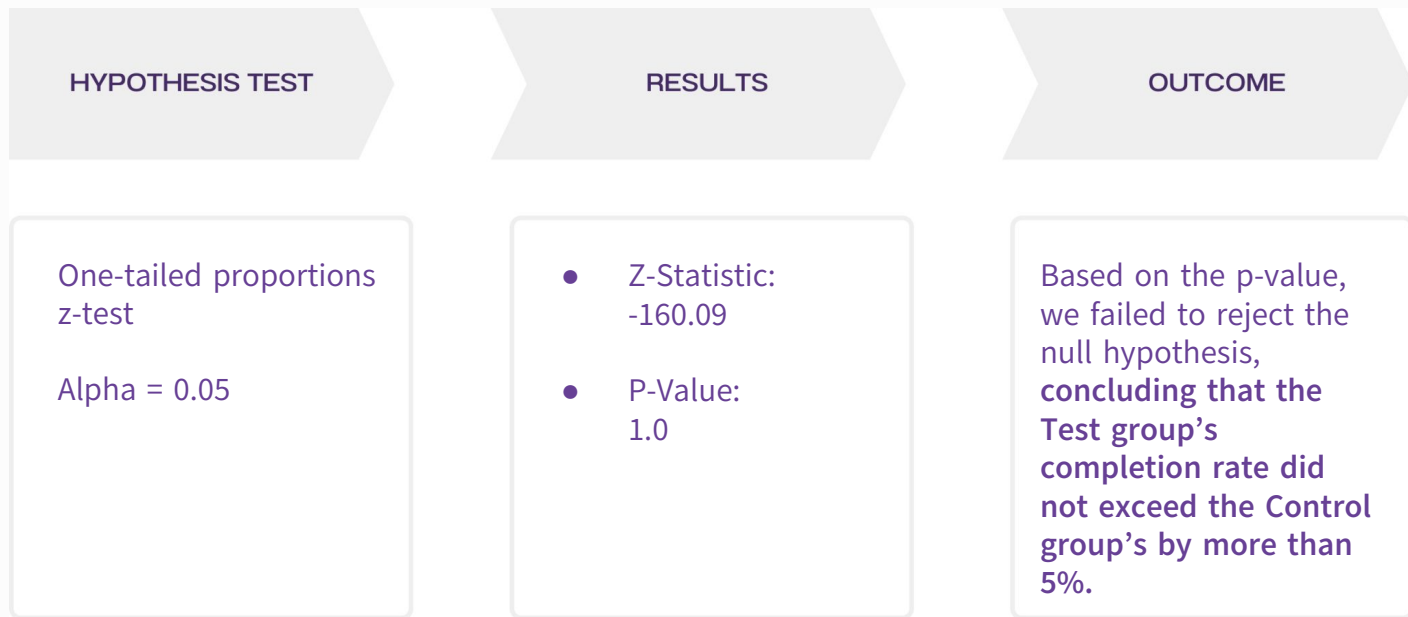 HYPOTHESIS TEST
RESULTS
OUTCOME
One-tailed proportions
z-test
Alpha = 0.05
● Z-Statistic:
-160.09
● P-Value:
1.0
Based on the p-value,
we failed to reject the
null hypothesis,
concluding that the
Test group’s
completion rate did
not exceed the Control
group’s by more than
5%.